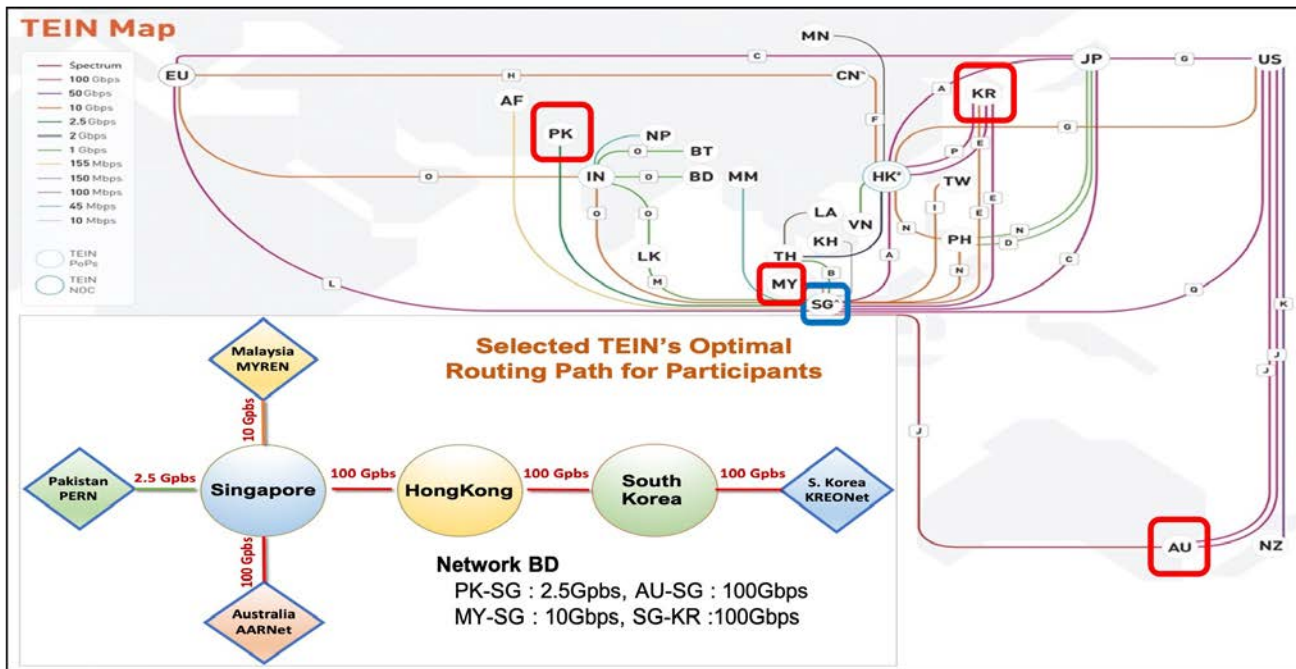 TEIN Map
Spectrum
100 Gbps
50 Gbps
10 Gbps
2.5 Gbps
2 Gbps
1 Gbps
155 Mbps
150 Mbps
100 Mbps
45 Mbps
10 Mbps
TEIN
PoPs
TEIN
NOC
EU
C
H
L
O
AF
PK
IN
O
NP
O
BT
O
BD
O
O
LK
M
MM
MN
CN
F
HK
A
P
E
KR
JP
G
US
G
TW
I
E
E
PH
N
N
D
N
LA
KH
VN
TH
B
MY
SG
A
C
Q
K
J
J
J
AU
NZ
Selected TEIN's Optimal
Routing Path for Participants
Malaysia
MYREN
10 Gpbs
Pakistan
PERN
2.5 Gpbs
Singapore
100 Gpbs
HongKong
100 Gpbs
South
Korea
100 Gpbs
S. Korea
KREONet
100 Gpbs
Australia
AARNet
Network BD
PK-SG : 2.5Gpbs, AU-SG : 100Gbps
MY-SG : 10Gbps, SG-KR :100Gbps